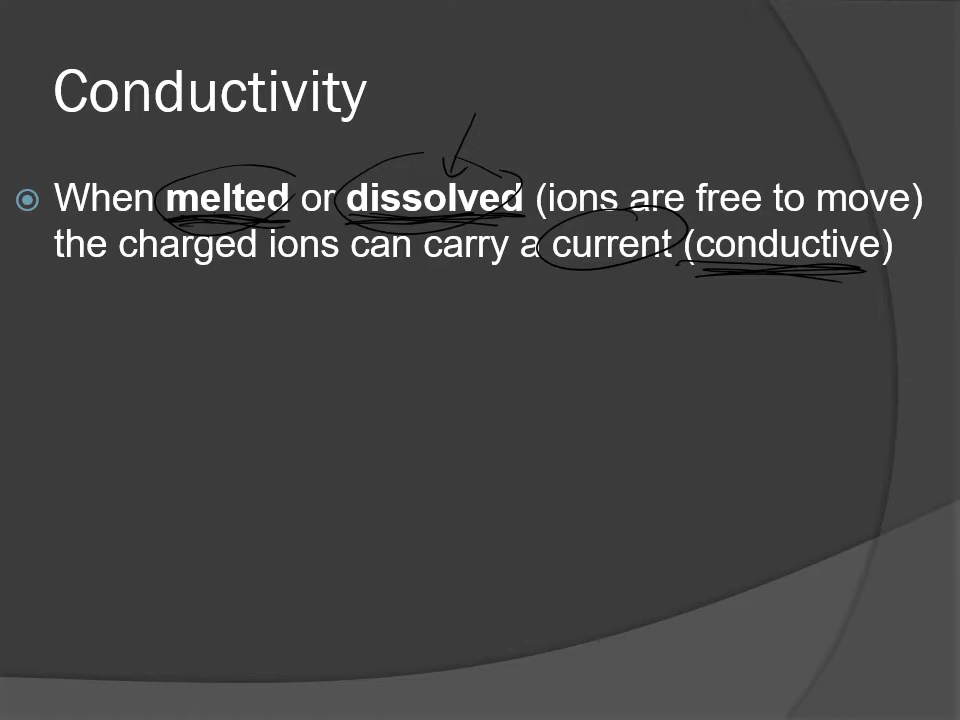 Conductivity
When melted or dissolved (ions are free to move)
the charged ions can carry a current (conductive)